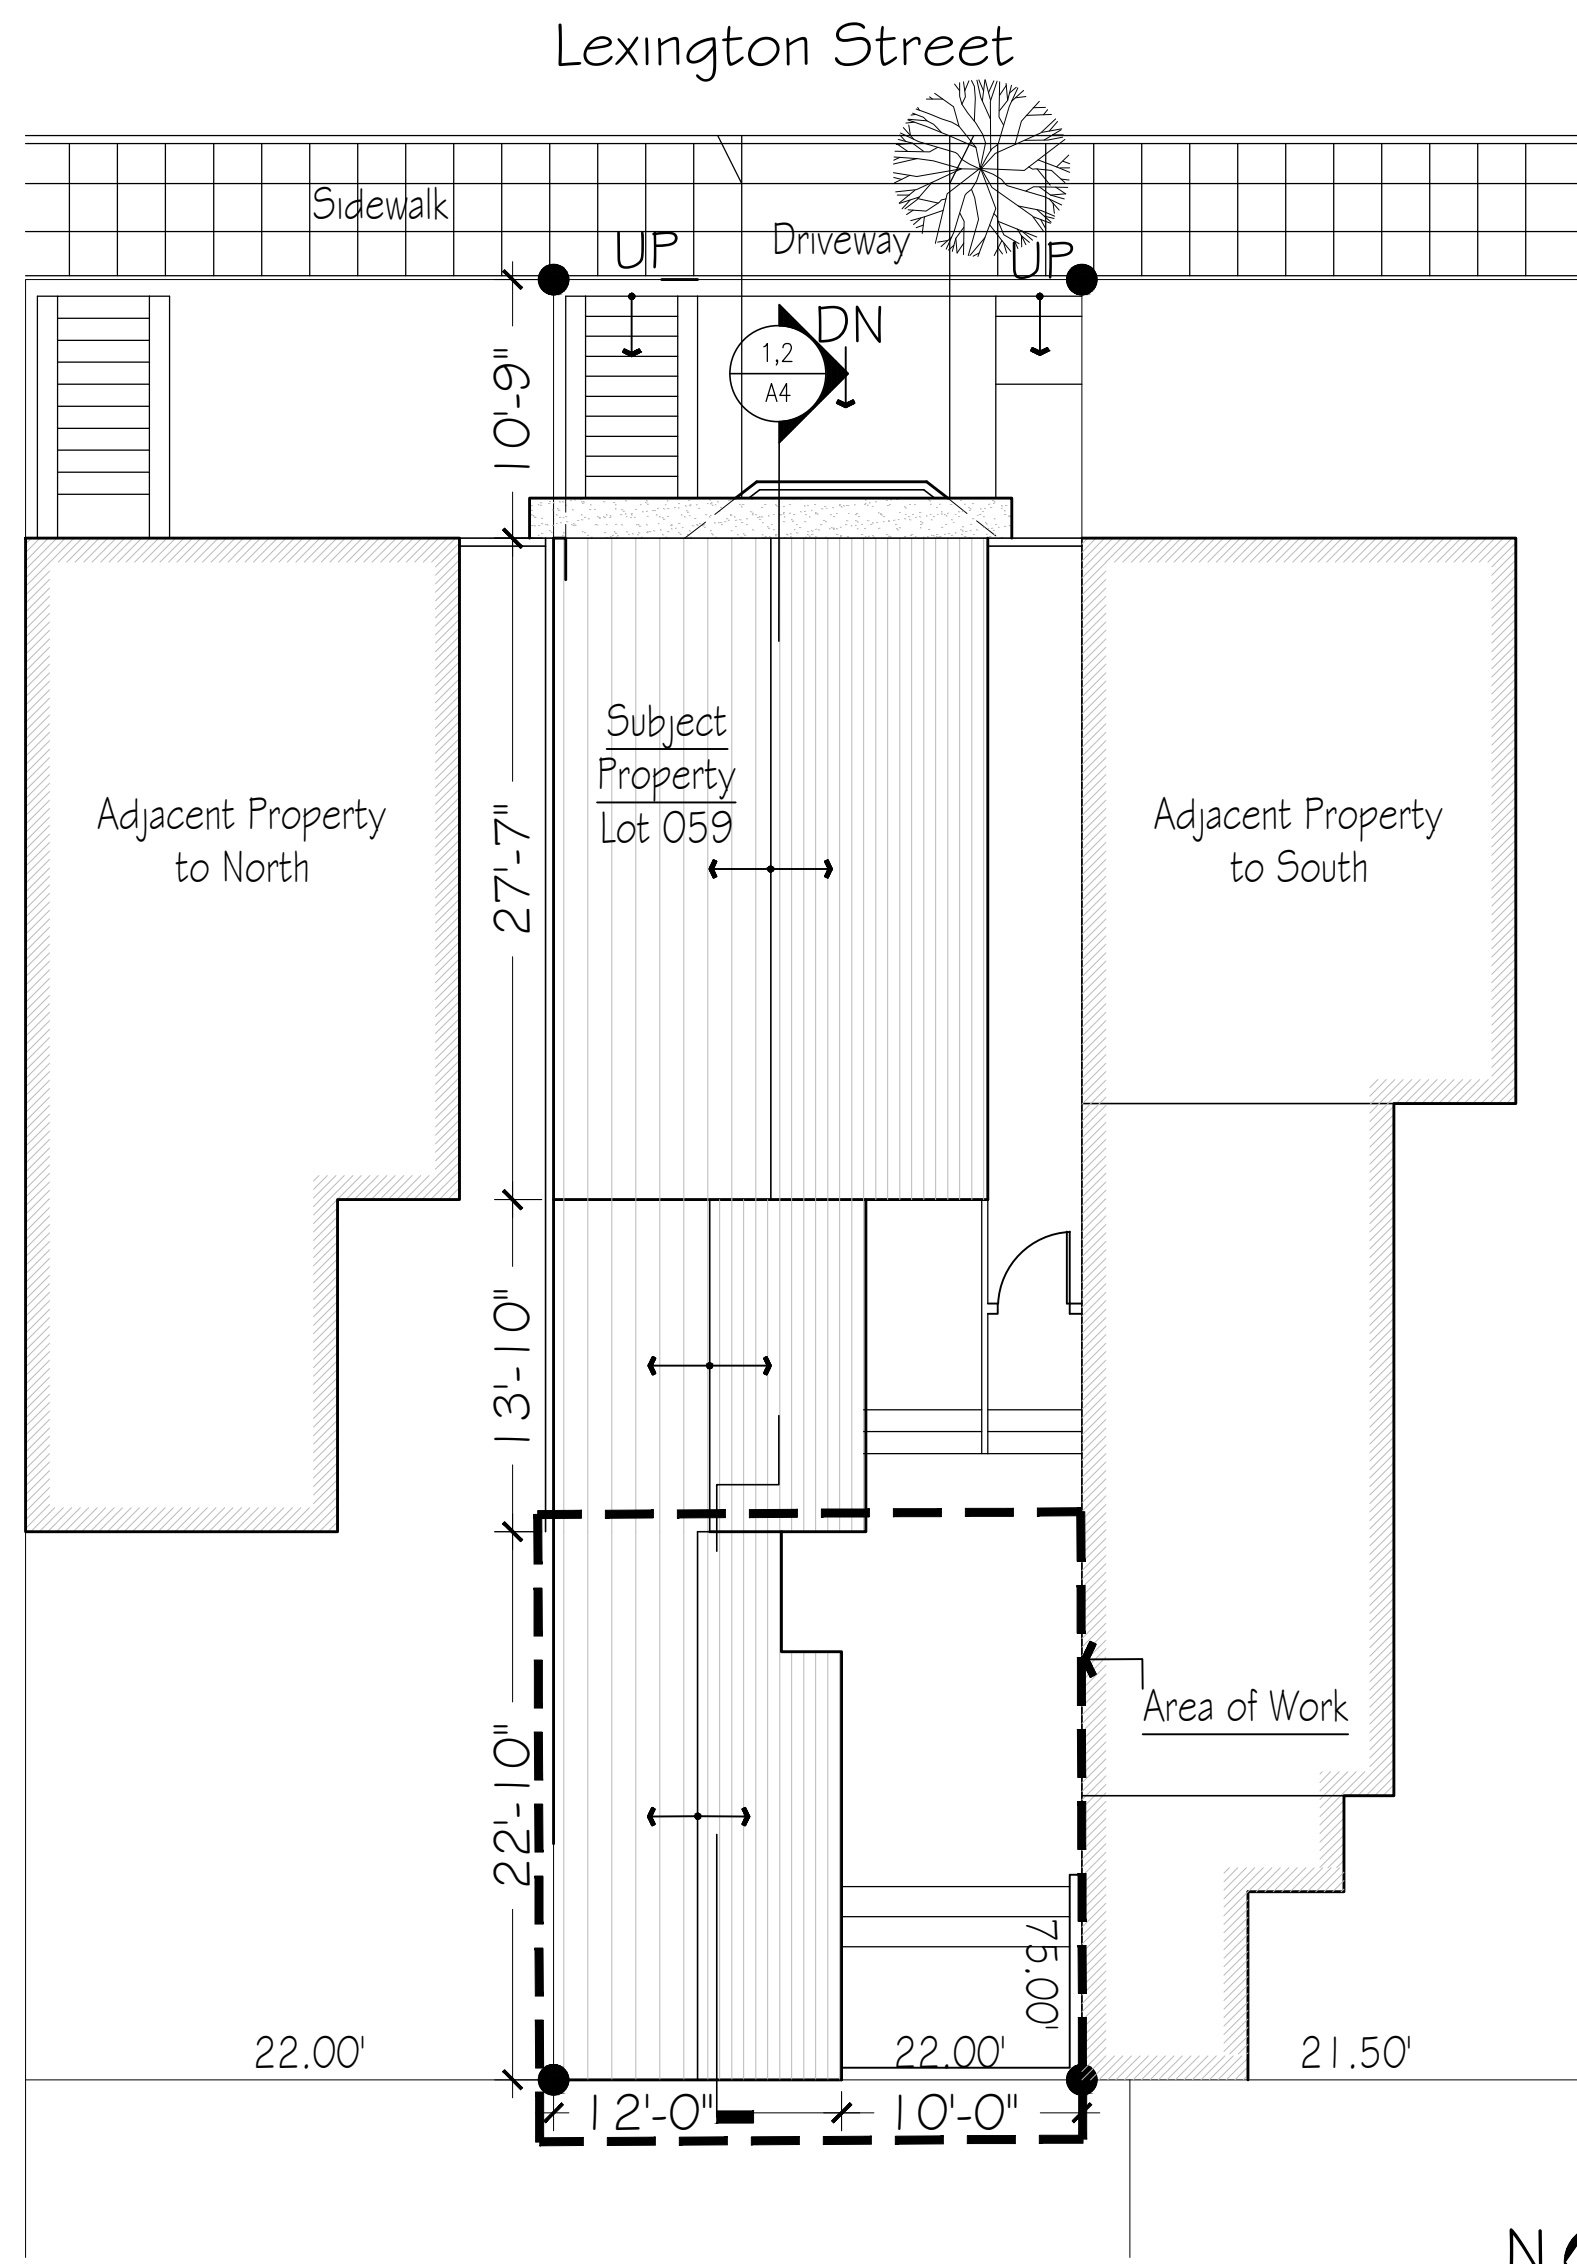 Lexington Street
Sidewalk
Driveway
UP
UP
DN
1,2
A4
10'-9"
27'-7"
Subject
Property
Lot 059
Adjacent Property
to North
Adjacent Property
to South
13'-10"
22'-10"
Area of Work
75.00'
22.00'
22.00'
21.50'
12'-0"
10'-0"
N